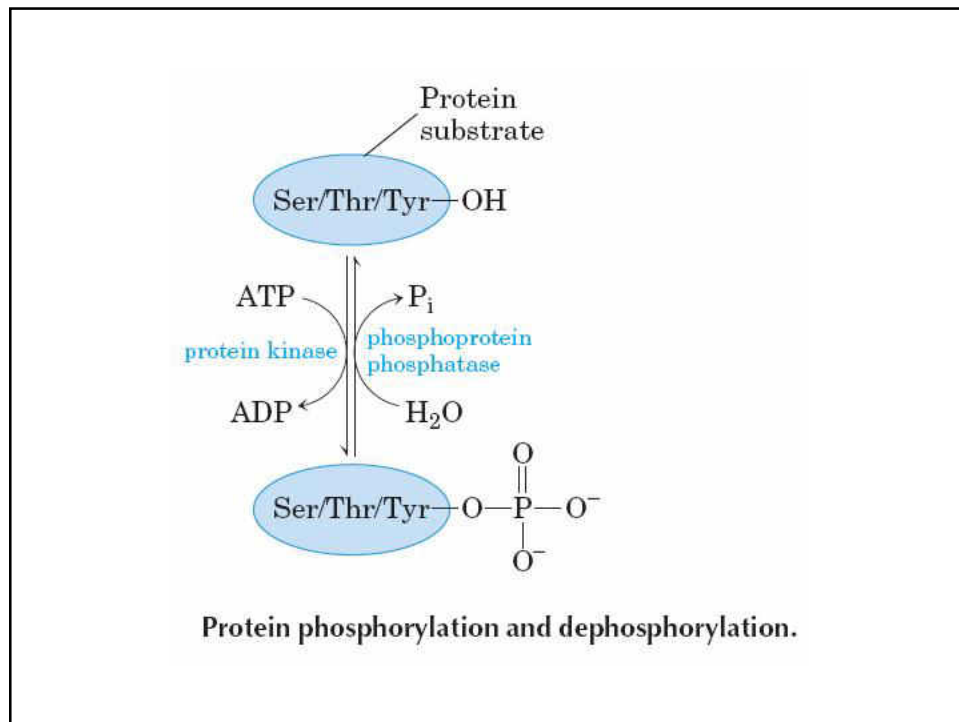 Protein
substrate
Ser/Thr/Tyr—OH
ATP
Pi
protein kinase
phosphoprotein
phosphatase
ADP
H2O
O
Ser/Thr/Tyr—O—P—O−
O−
Protein phosphorylation and dephosphorylation.